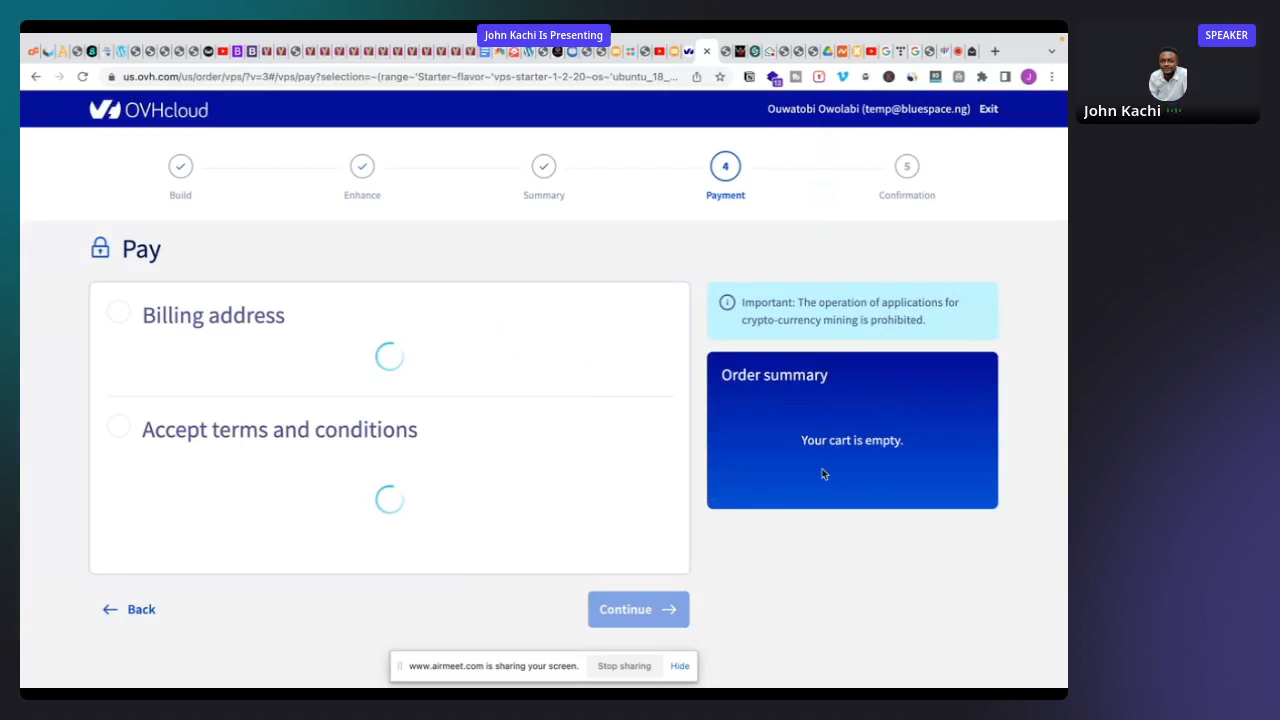 John Kachi Is Presenting
SPEAKER
John Kachi
us.ovh.com/us/order/vps/?v=3#/vps/pay?selection=~(range~'Starter~flavor~'vps-starter-1-2-20~os~'ubuntu_18_...
13
J
OVHcloud
Ouwatobi Owolabi (temp@bluespace.ng) Exit
4
5
Build
Enhance
Summary
Payment
Confirmation
Pay
Billing address
Accept terms and conditions
Important: The operation of applications for
crypto-currency mining is prohibited.
Order summary
Your cart is empty.
Back
Continue
www.airmeet.com is sharing your screen.
Stop sharing
Hide